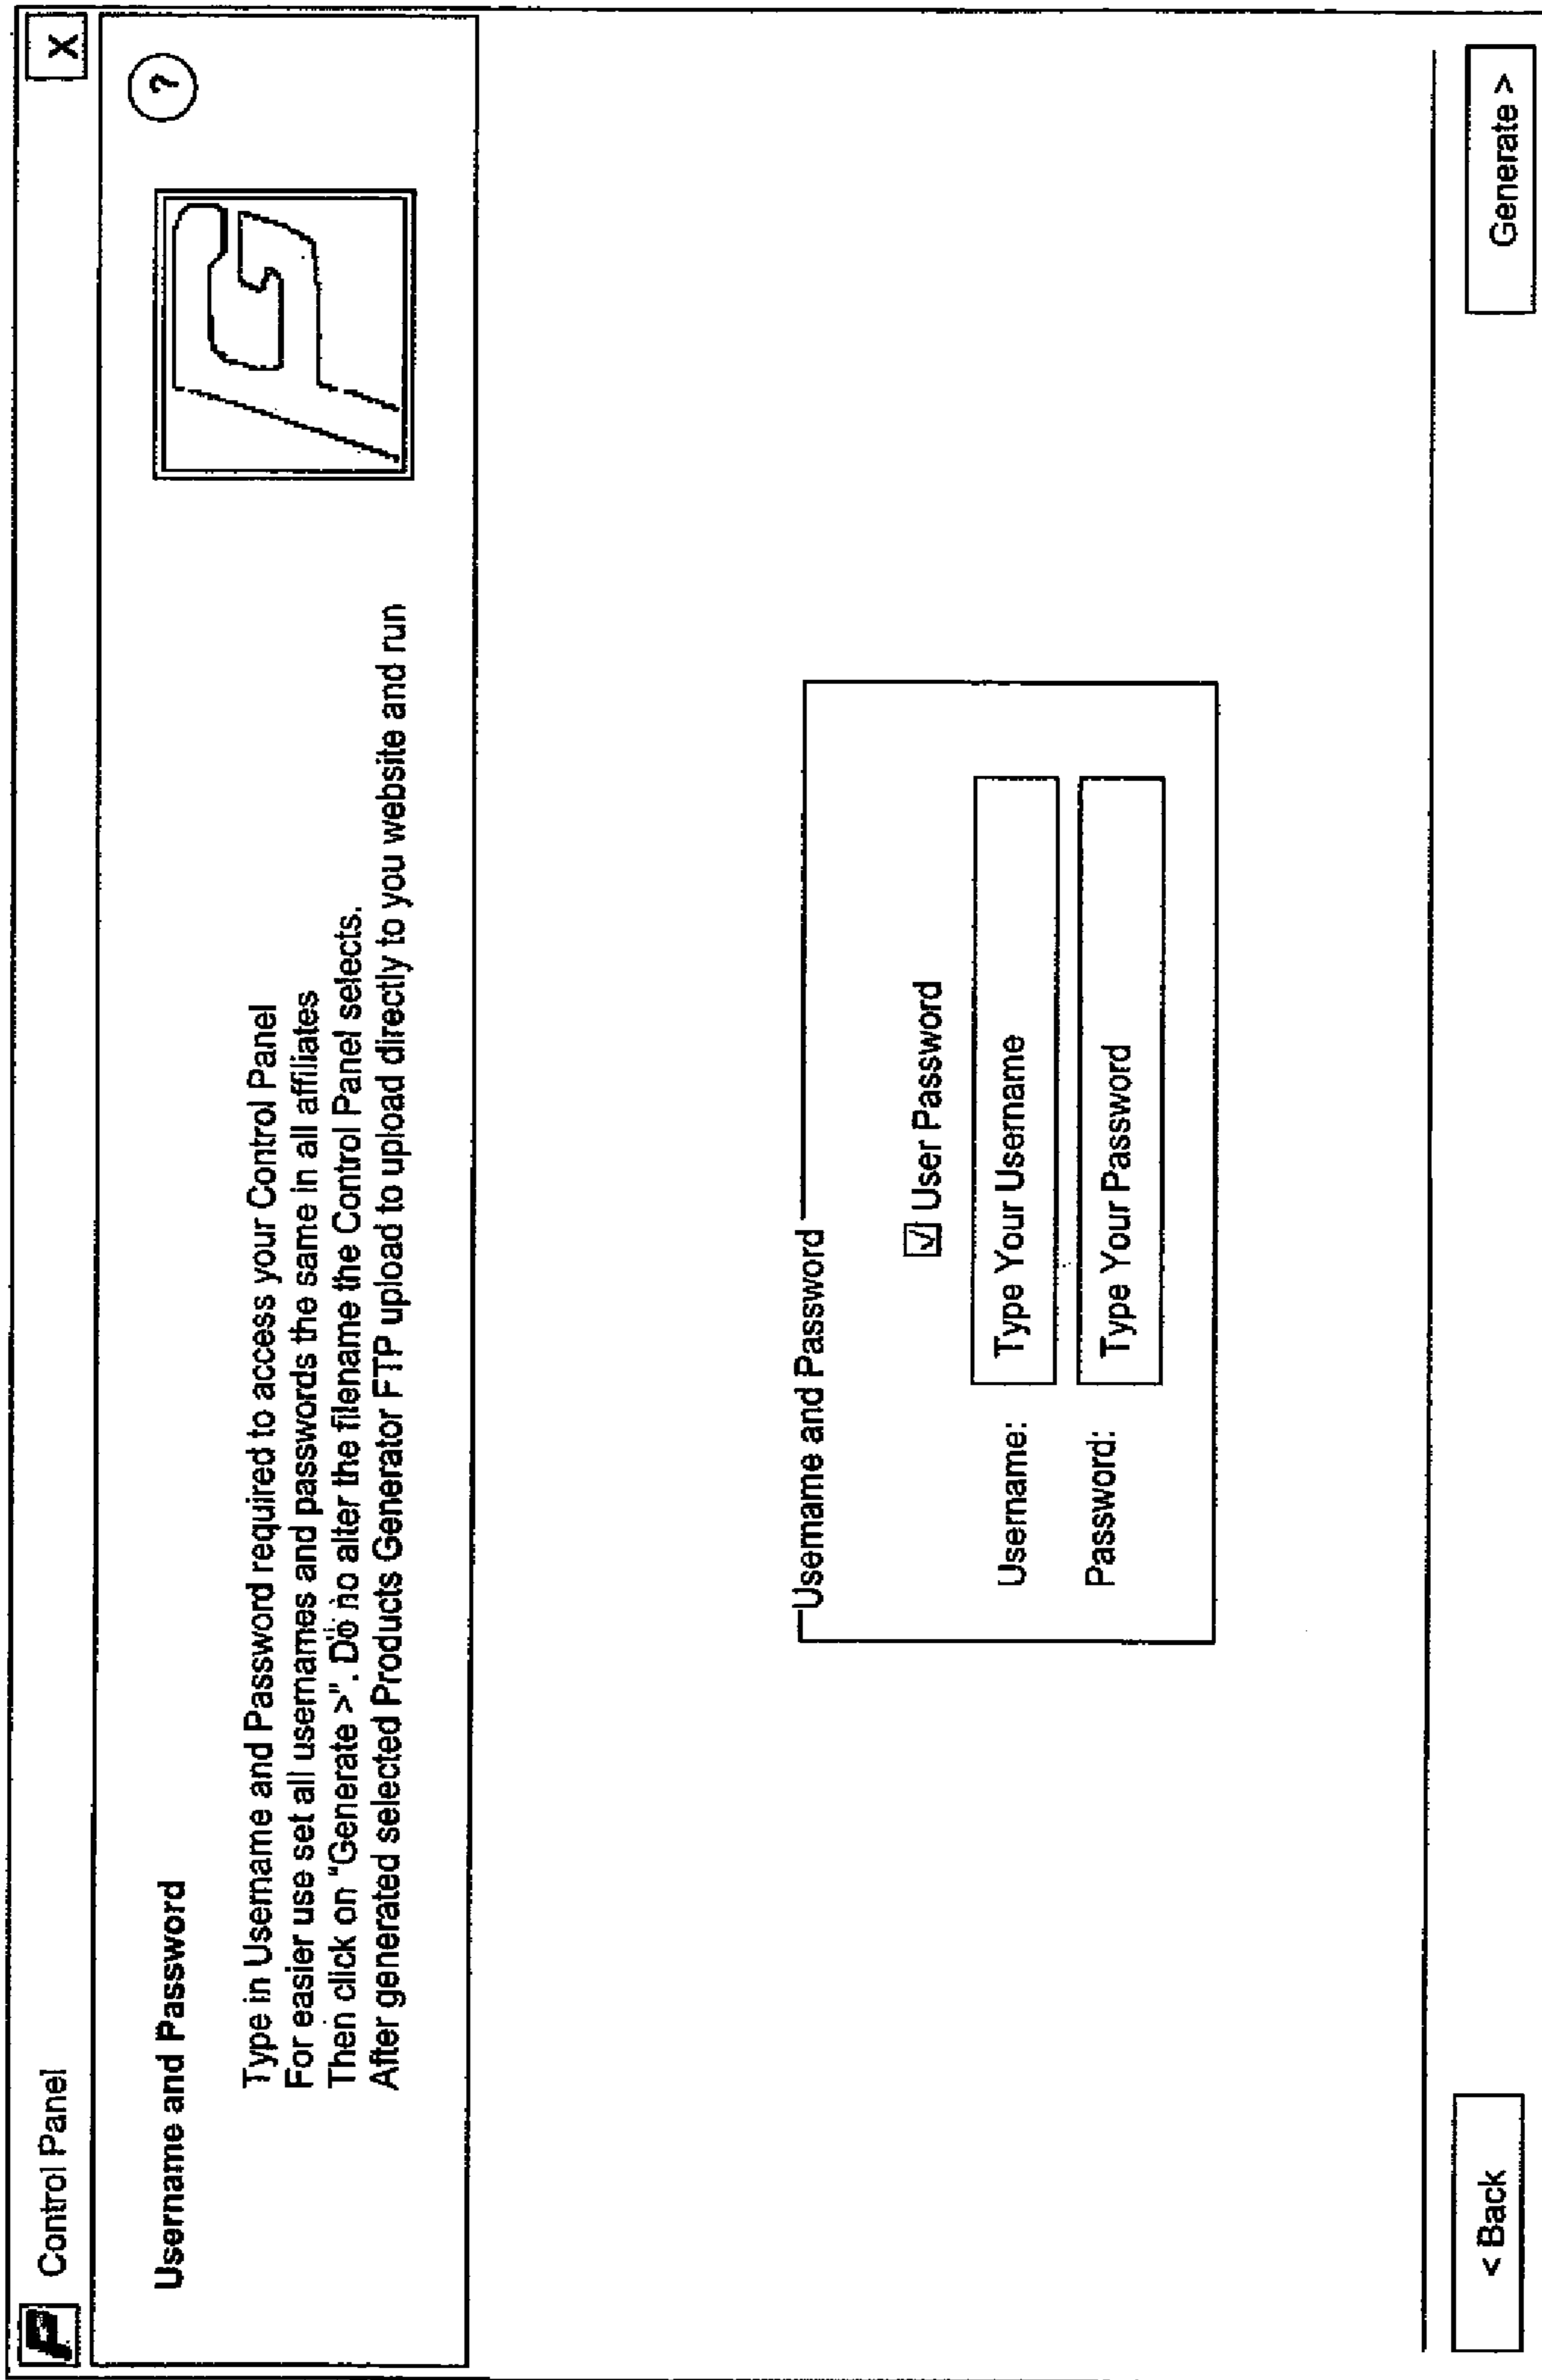 Control Panel
X
Username and Password
?
Type in Username and Password required to access your Control Panel
For easier use set all usernames and passwords the same in all affiliates
Then click on "Generate >". Do no alter the filename the Control Panel selects.
After generated selected Products Generator FTP upload to upload directly to you website and run
Username and Password
User Password
Username: Type Your Username
Password: Type Your Password
< Back
Generate >